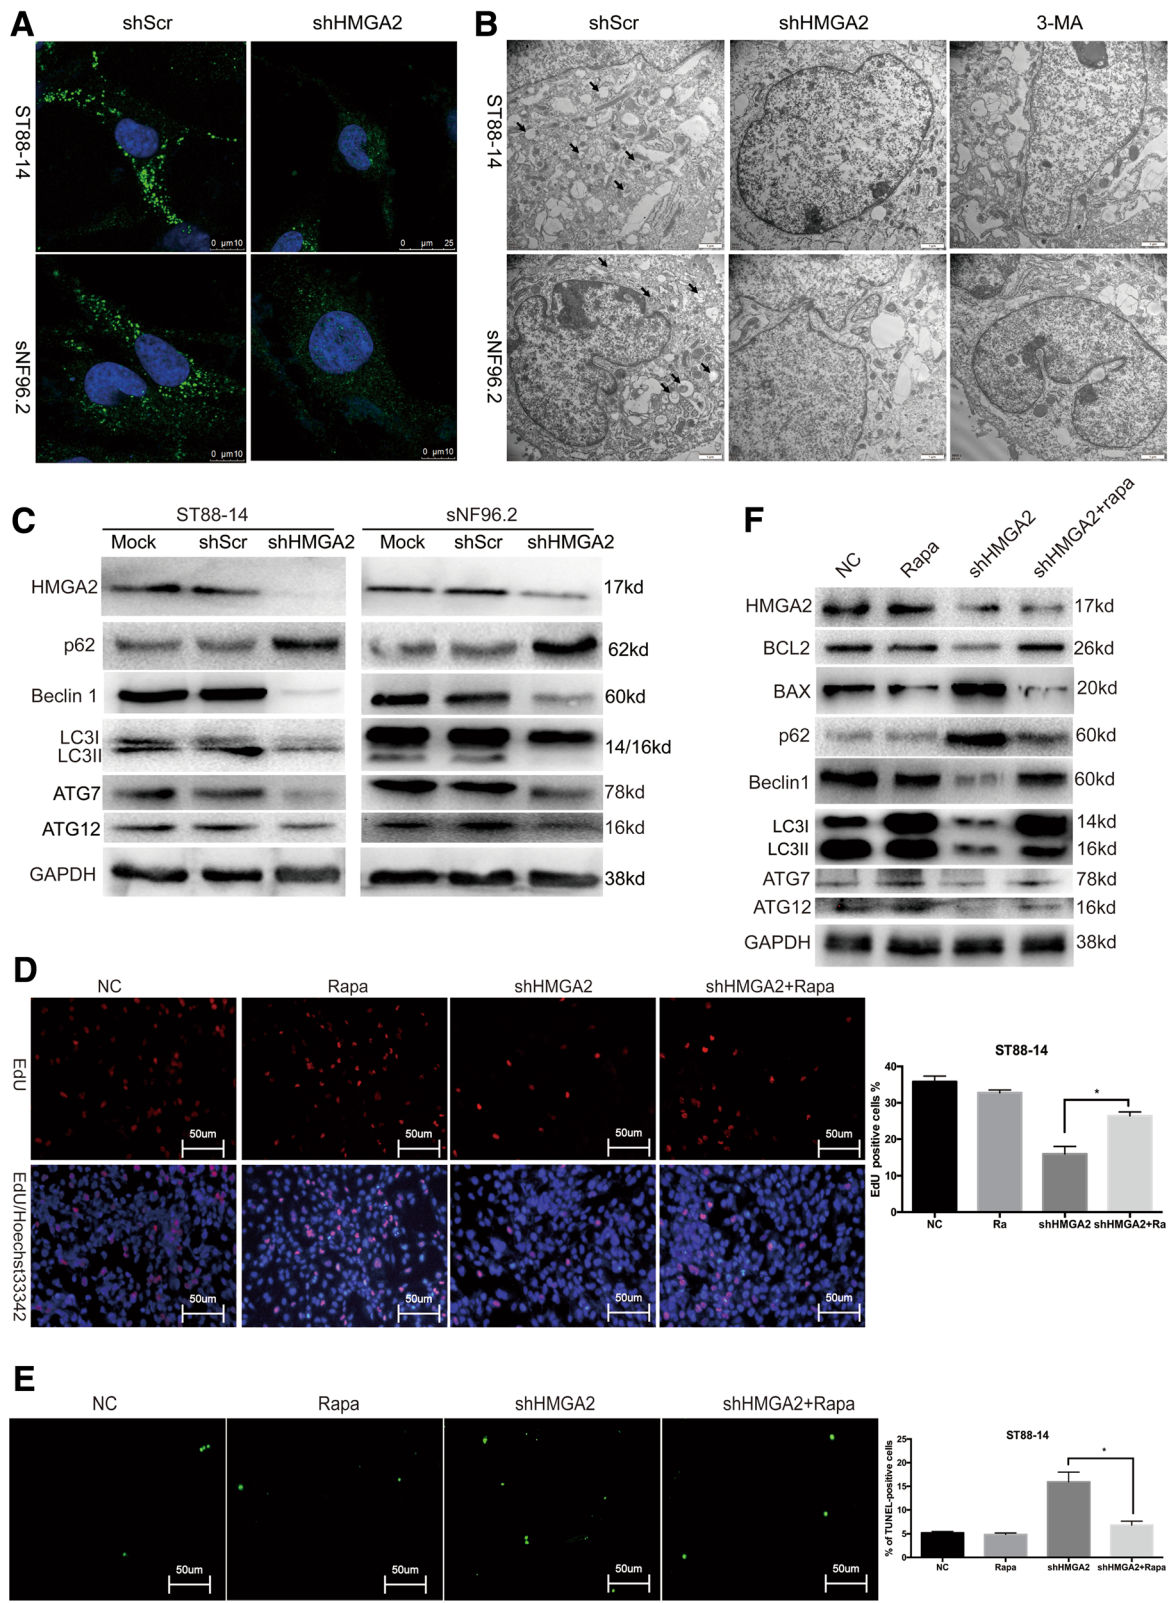 A
shScr
shHMGA2
B
shScr
shHMGA2
3-MA
ST88-14
ST88-14
0 µm 10
0 µm 25
sNF96.2
sNF96.2
0 µm 10
0 µm 10
C
ST88-14
sNF96.2
Mock
shScr
shHMGA2
Mock
shScr
shHMGA2
HMGA2
17kd
p62
62kd
Beclin 1
60kd
LC3I
LC3II
14/16kd
ATG7
78kd
ATG12
16kd
GAPDH
38kd
F
NC
Rapa
shHMGA2
shHMGA2+rapa
HMGA2
17kd
BCL2
26kd
BAX
20kd
p62
60kd
Beclin1
60kd
LC3I
14kd
LC3II
16kd
ATG7
78kd
ATG12
16kd
GAPDH
38kd
D
NC
Rapa
shHMGA2
shHMGA2+Rapa
EdU
50um
50um
50um
50um
EdU/Hoechst33342
50um
50um
50um
50um
ST88-14
EdU positive cells %
40
30
20
10
0
*
NC
Ra
shHMGA2
shHMGA2+Ra
E
NC
Rapa
shHMGA2
shHMGA2+Rapa
50um
50um
50um
50um
ST88-14
% of TUNEL-positive cells
25
20
15
10
5
0
*
NC
Rapa
shHMGA2
shHMGA2+Rapa